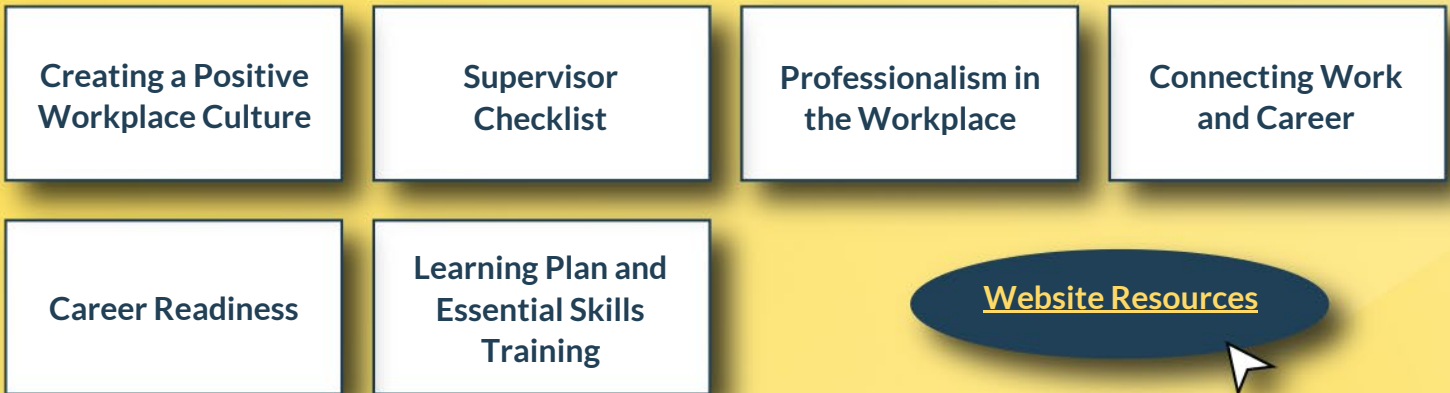 Creating a Positive
Workplace Culture
Supervisor
Checklist
Professionalism in
the Workplace
Connecting Work
and Career
Career Readiness
Learning Plan and
Essential Skills
Training
Website Resources